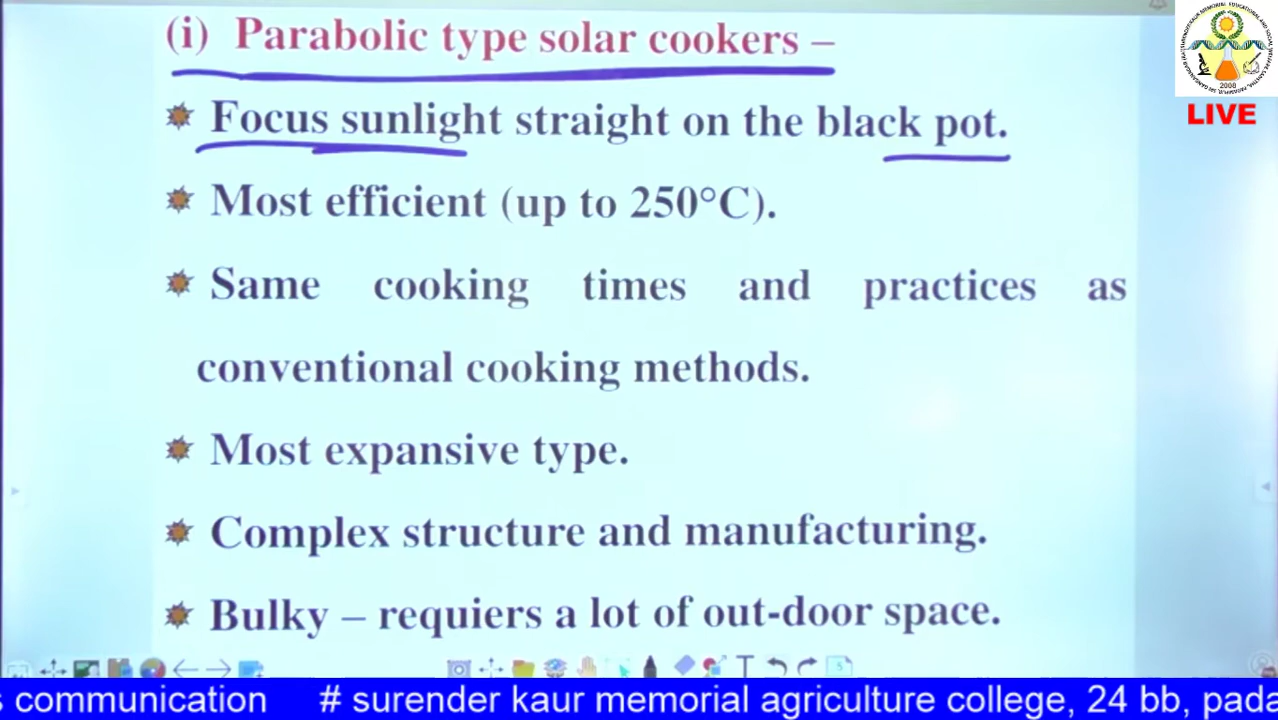 (i) Parabolic type solar cookers –
Focus sunlight straight on the black pot.
Most efficient (up to 250°C).
Same cooking times and practices as
conventional cooking methods.
Most expansive type.
Complex structure and manufacturing.
Bulky – requiers a lot of out-door space.
2008
LIVE
T
5
s communication # surender kaur memorial agriculture college, 24 bb, pada